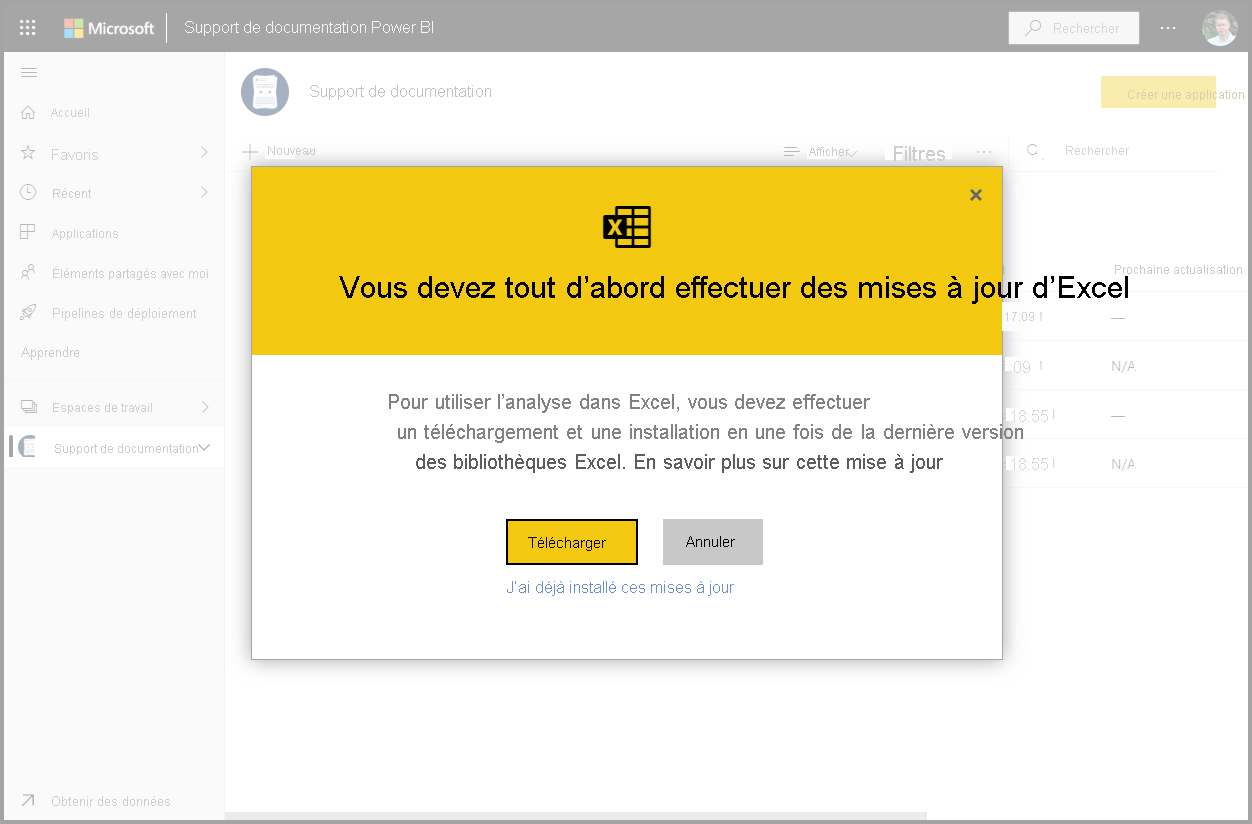 Microsoft
Support de documentation Power BI
Rechercher
Support de documentation
Créer une application
Accueil
Favoris
Récent
Applications
Éléments partagés avec moi
Pipelines de déploiement
Apprendre
Espaces de travail
Support de documentation
Obtenir des données
Nouveau
Afficher
Filtres
Rechercher
Prochaine actualisation
17:09
—
:09
N/A
18:55
—
18:55
N/A
Vous devez tout d’abord effectuer des mises à jour d’Excel
Pour utiliser l’analyse dans Excel, vous devez effectuer
un téléchargement et une installation en une fois de la dernière version
des bibliothèques Excel. En savoir plus sur cette mise à jour
Télécharger
Annuler
J’ai déjà installé ces mises à jour